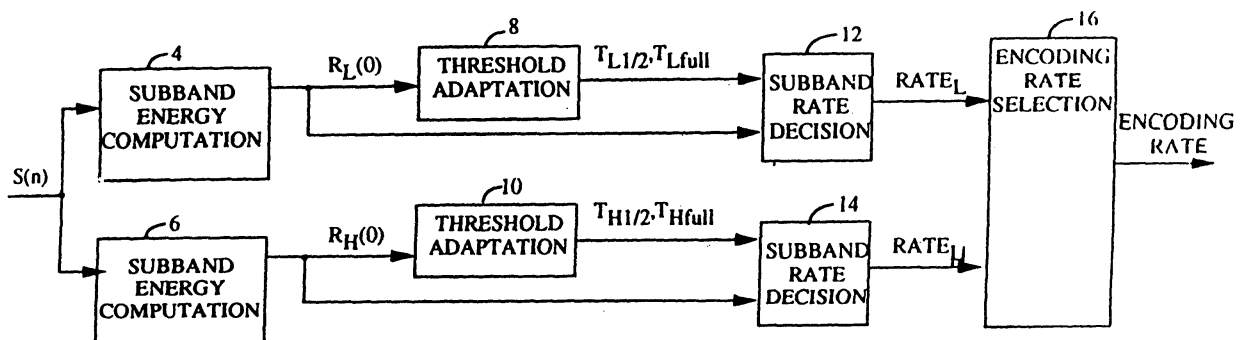 S(n)
4
SUBBAND
ENERGY
COMPUTATION
R_L(0)
8
THRESHOLD
ADAPTATION
T_L1/2,T_Lfull
12
SUBBAND
RATE
DECISION
RATE_L
16
ENCODING
RATE
SELECTION
ENCODING
RATE
6
SUBBAND
ENERGY
COMPUTATION
R_H(0)
10
THRESHOLD
ADAPTATION
T_H1/2,T_Hfull
14
SUBBAND
RATE
DECISION
RATE_H